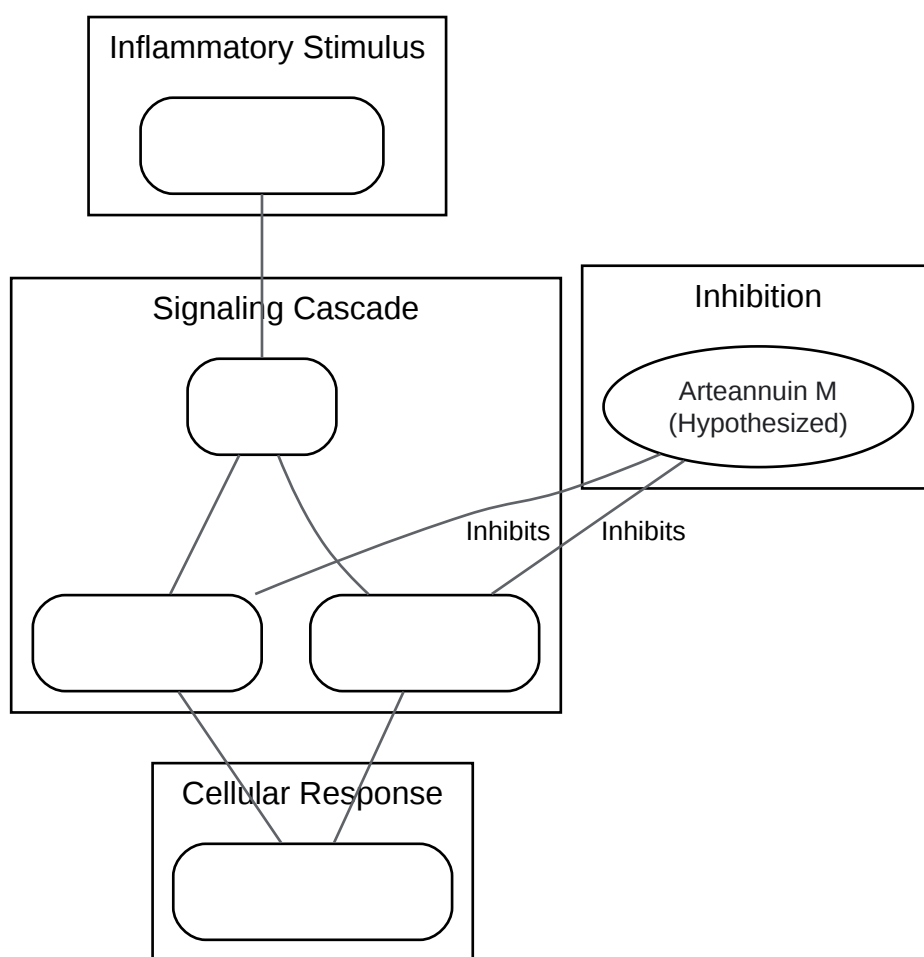 Inflammatory Stimulus
Signaling Cascade
Inhibition
Arteannuin M
(Hypothesized)
Inhibits
Inhibits
Cellular Response